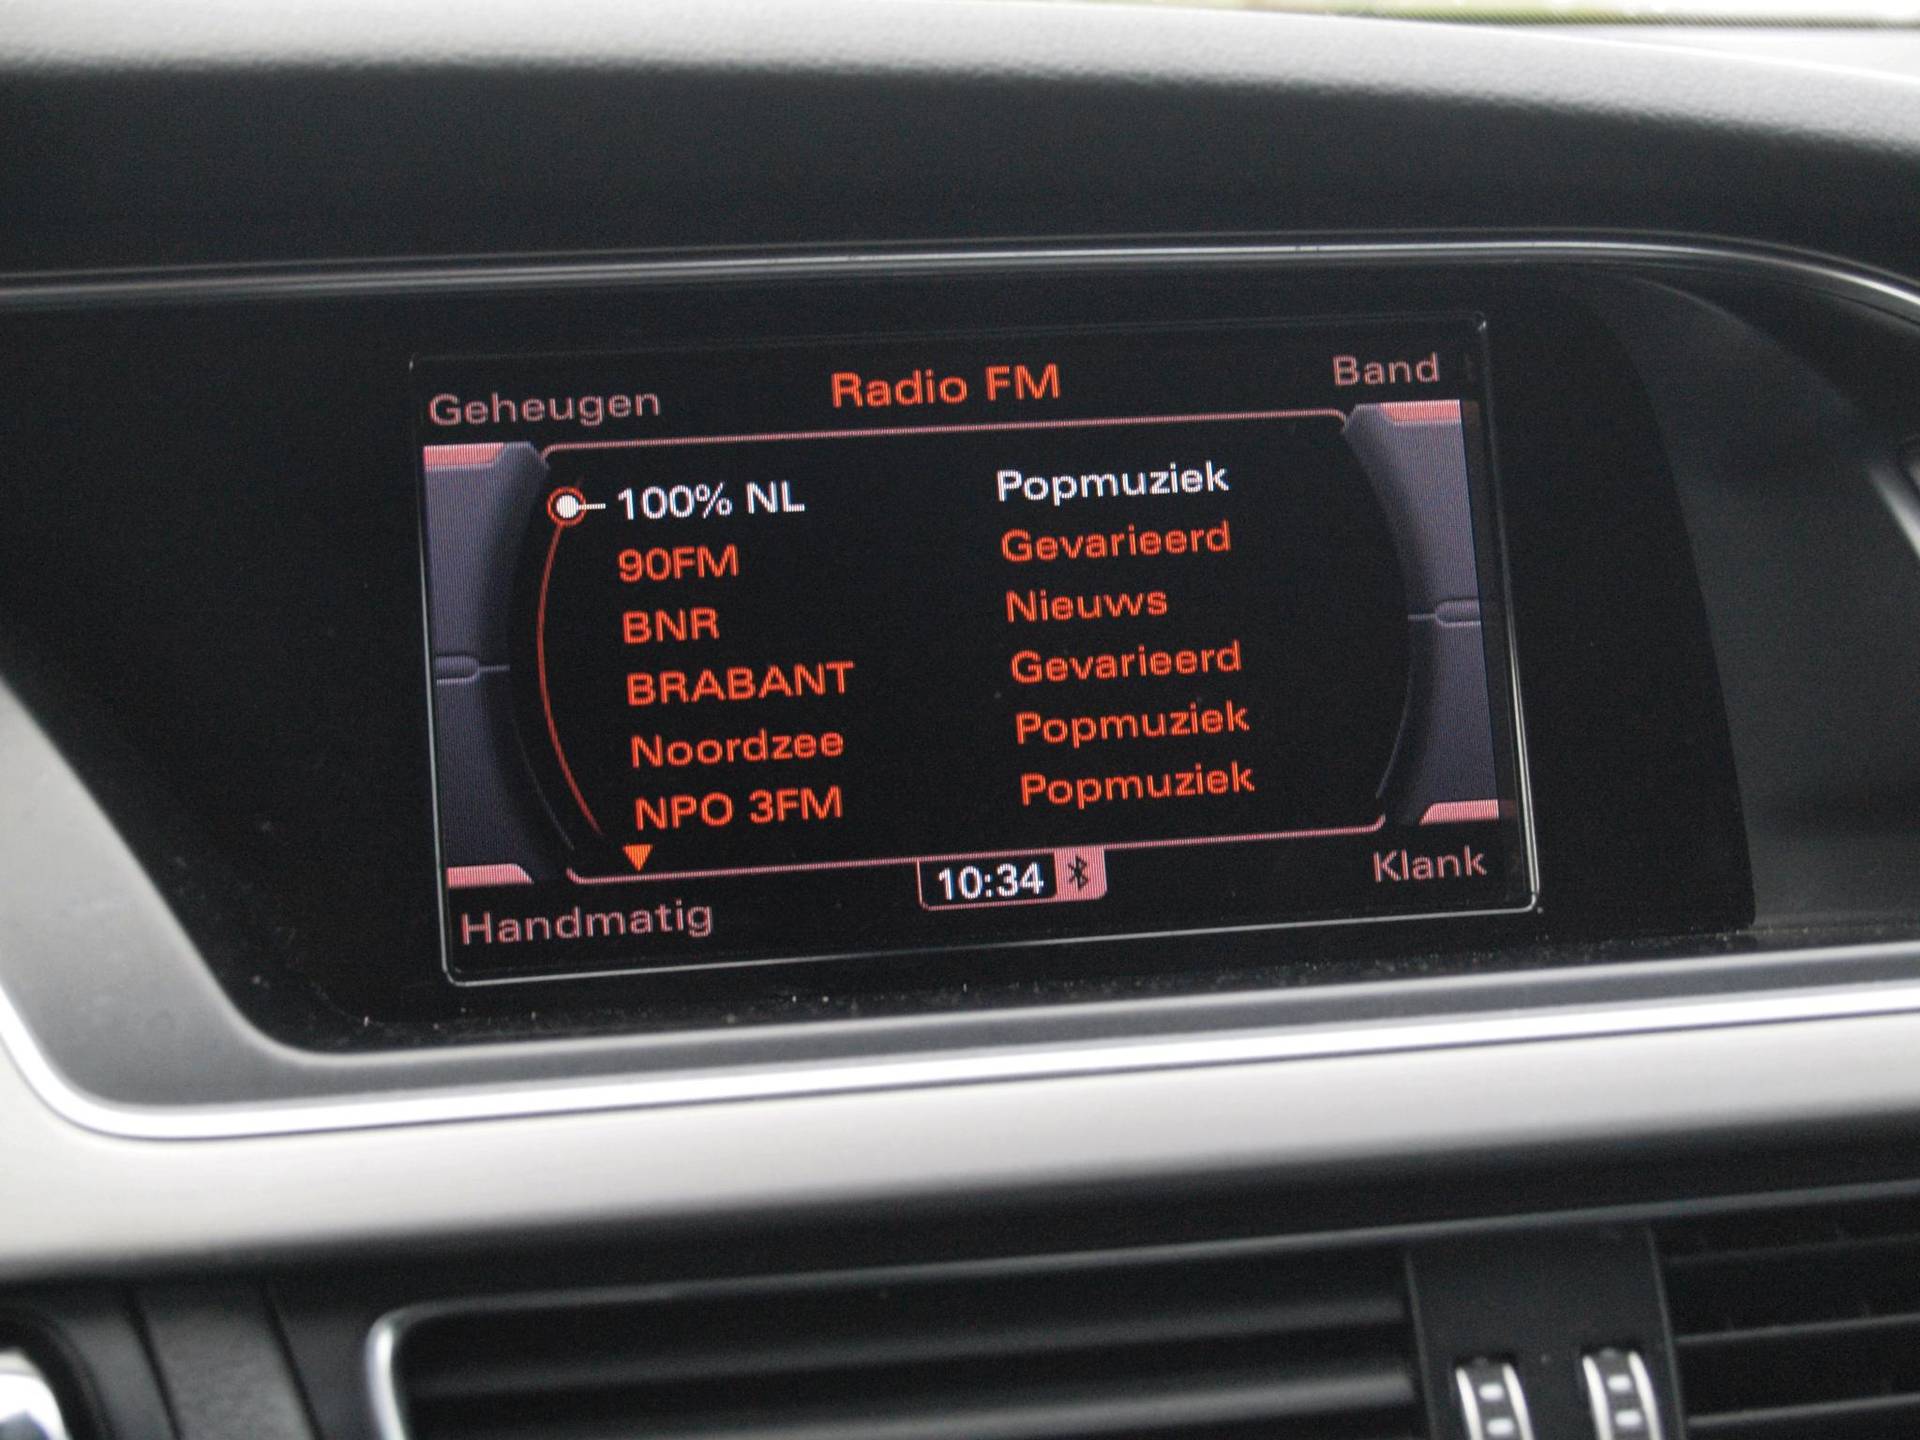 Geheugen Radio FM Band
100% NL Popmuziek
90FM Gevarieerd
BNR Nieuws
BRABANT Gevarieerd
Noordzee Popmuziek
NPO 3FM Popmuziek
Handmatig 10:34 Klank